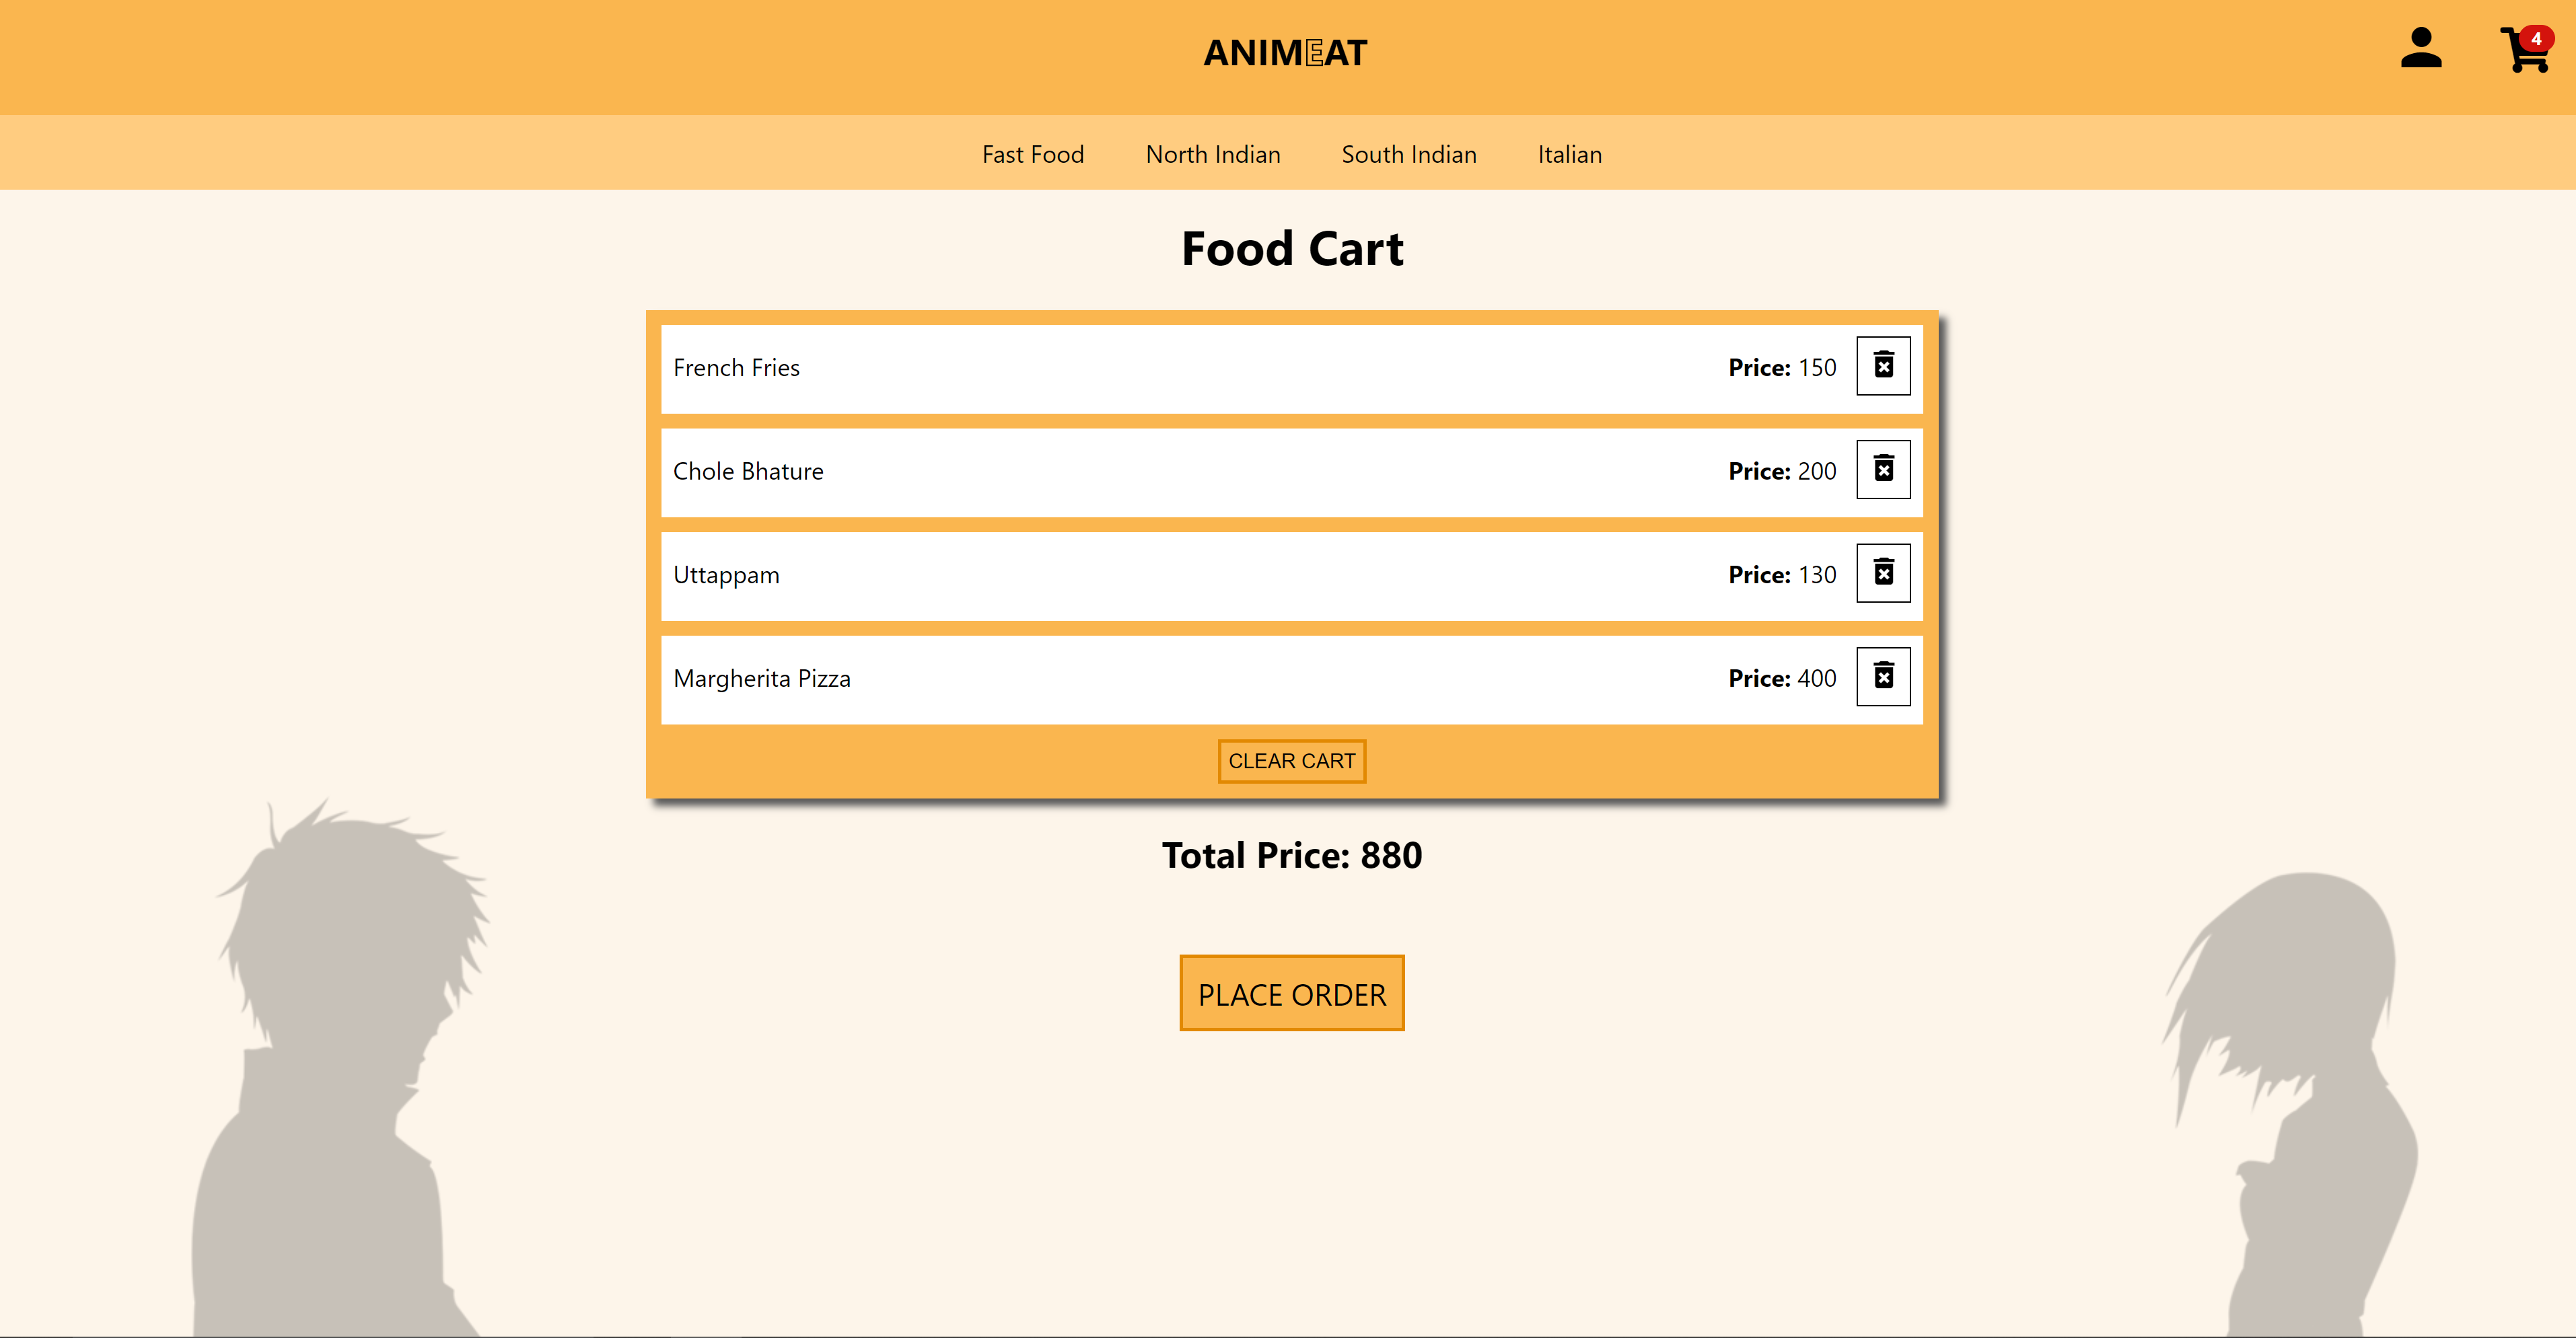 ANIMEAT
4
Fast Food North Indian South Indian Italian
Food Cart
French Fries Price: 150
Chole Bhature Price: 200
Uttappam Price: 130
Margherita Pizza Price: 400
CLEAR CART
Total Price: 880
PLACE ORDER